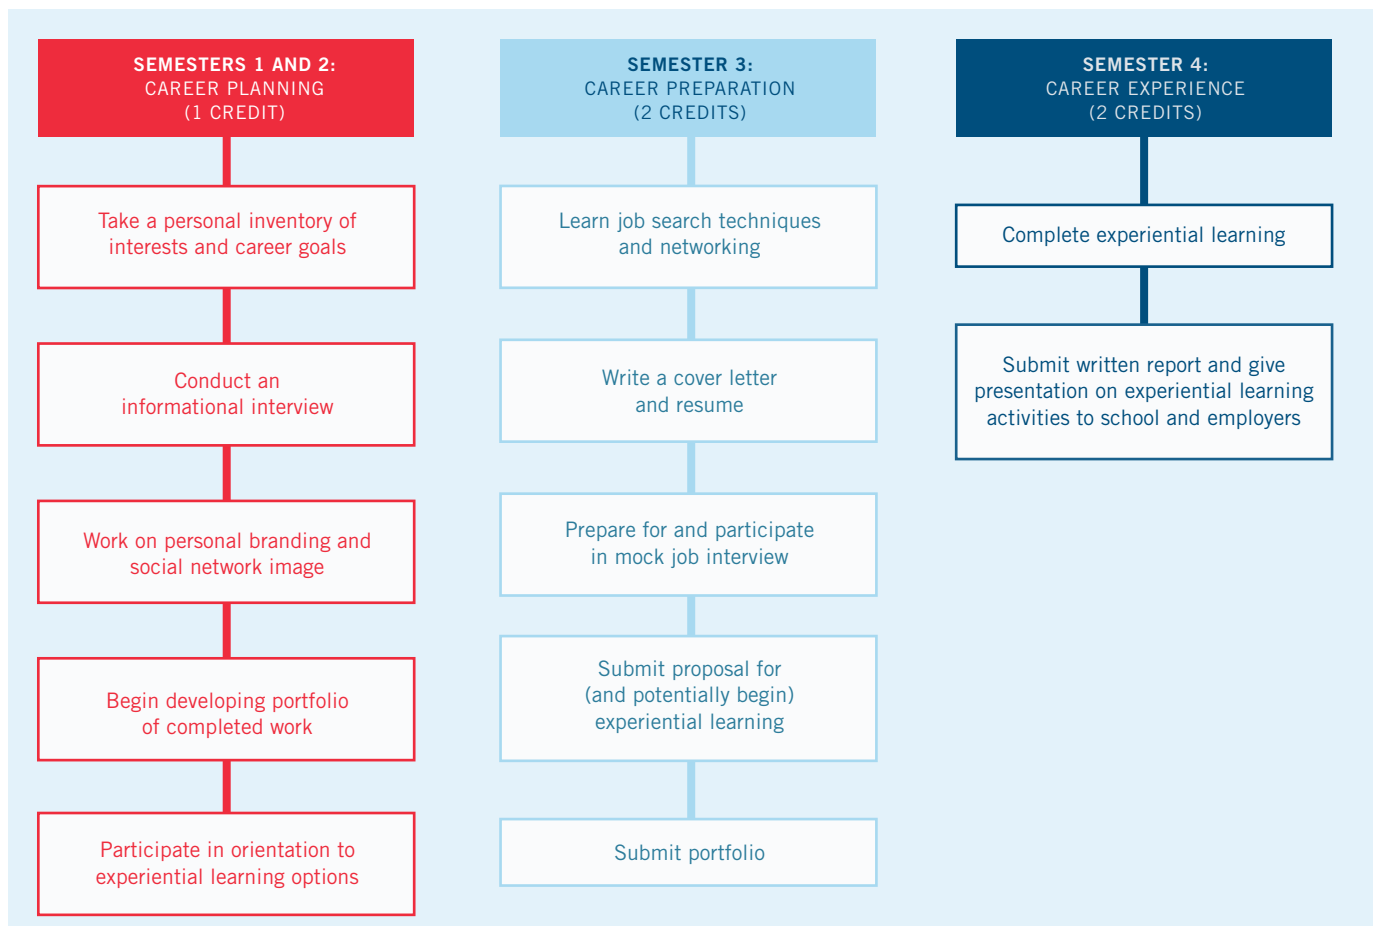 SEMESTERS 1 AND 2:
CAREER PLANNING
(1 CREDIT)
Take a personal inventory of
interests and career goals
Conduct an
informational interview
Work on personal branding and
social network image
Begin developing portfolio
of completed work
Participate in orientation to
experiential learning options
SEMESTER 3:
CAREER PREPARATION
(2 CREDITS)
Learn job search techniques
and networking
Write a cover letter
and resume
Prepare for and participate
in mock job interview
Submit proposal for
(and potentially begin)
experiential learning
Submit portfolio
SEMESTER 4:
CAREER EXPERIENCE
(2 CREDITS)
Complete experiential learning
Submit written report and give
presentation on experiential learning
activities to school and employers